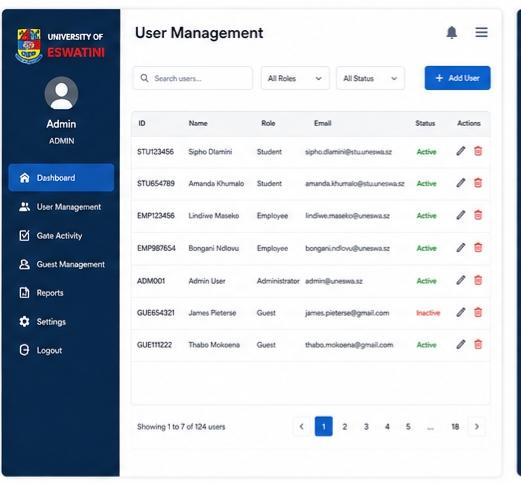 UNIVERSITY OF
ESWATINI
Admin
ADMIN
Dashboard
User Management
Gate Activity
Guest Management
Reports
Settings
Logout
User Management
Search users...
All Roles
All Status
+ Add User
ID Name Role Email Status Actions
STU123456 Sipho Dlamini Student sipho.dlamini@stu.uneswa.sz Active
STU654789 Amanda Khumalo Student amanda.khumalo@stu.uneswa.sz Active
EMP123456 Lindiwe Maseko Employee lindiwe.maseko@uneswa.sz Active
EMP987654 Bongani Ndlovu Employee bongani.ndlovu@uneswa.sz Active
ADM001 Admin User Administrator admin@uneswa.sz Active
GUE654321 James Pieterse Guest james.pieterse@gmail.com Inactive
GUE111222 Thabo Mokoena Guest thabo.mokoena@gmail.com Active
Showing 1 to 7 of 124 users
< 1 2 3 4 5 ... 18 >